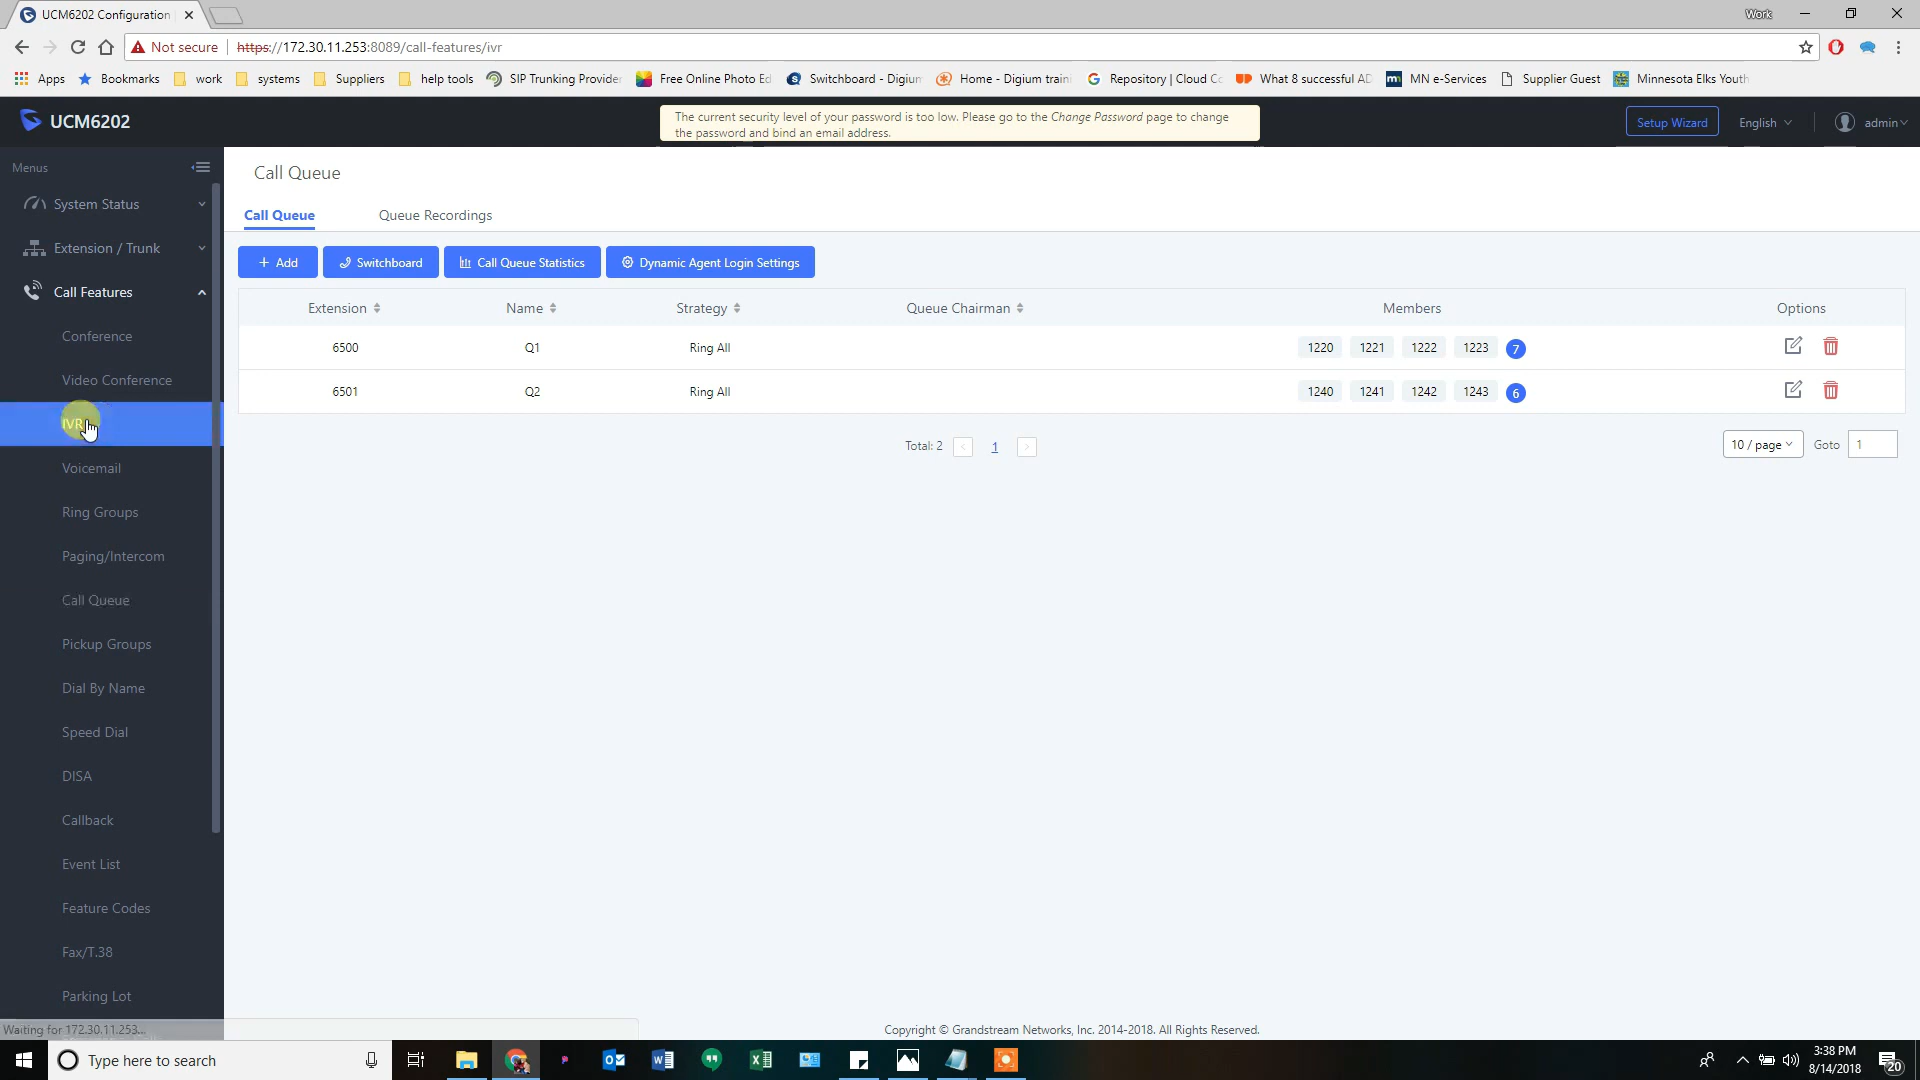 UCM6202 Configuration
Work
Not secure
https://172.30.11.253:8089/call-features/ivr
Apps
Bookmarks
work
systems
Suppliers
help tools
SIP Trunking Provider
Free Online Photo Ed
Switchboard - Digium
Home - Digium traini
Repository | Cloud Co
What 8 successful AD
MN e-Services
Supplier Guest
Minnesota Elks Youth
UCM6202
The current security level of your password is too low. Please go to the Change Password page to change
the password and bind an email address.
Setup Wizard
English
admin
Menus
System Status
Extension / Trunk
Call Features
Conference
Video Conference
IVR
Voicemail
Ring Groups
Paging/Intercom
Call Queue
Pickup Groups
Dial By Name
Speed Dial
DISA
Callback
Event List
Feature Codes
Fax/T.38
Parking Lot
Waiting for 172.30.11.253...
Call Queue
Call Queue Queue Recordings
+ Add Switchboard Call Queue Statistics Dynamic Agent Login Settings
Extension Name Strategy Queue Chairman Members Options
6500 Q1 Ring All 1220 1221 1222 1223 7
6501 Q2 Ring All 1240 1241 1242 1243 6
Total: 2 < 1 > 10 / page Goto 1
Copyright © Grandstream Networks, Inc. 2014-2018. All Rights Reserved.
Type here to search
3:38 PM
8/14/2018
20